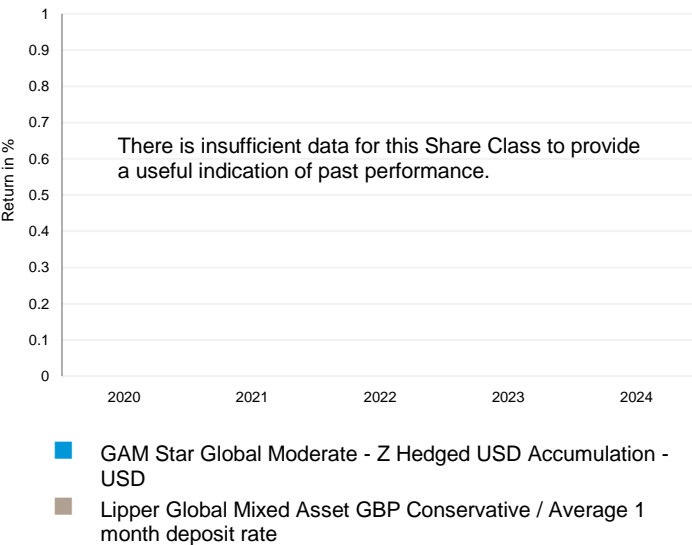 1
0.9
0.8
0.7
0.6
0.5
0.4
0.3
0.2
0.1
0
Return in %
There is insufficient data for this Share Class to provide
a useful indication of past performance.
2020 2021 2022 2023 2024
GAM Star Global Moderate - Z Hedged USD Accumulation -
USD
Lipper Global Mixed Asset GBP Conservative / Average 1
month deposit rate